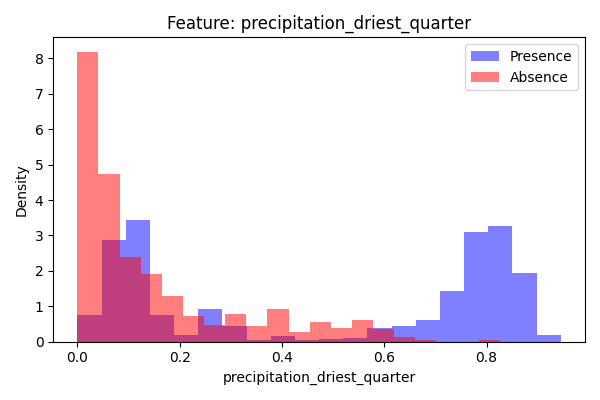 Feature: precipitation_driest_quarter
Presence
Absence
Density
8
7
6
5
4
3
2
1
0
0.0 0.2 0.4 0.6 0.8
precipitation_driest_quarter